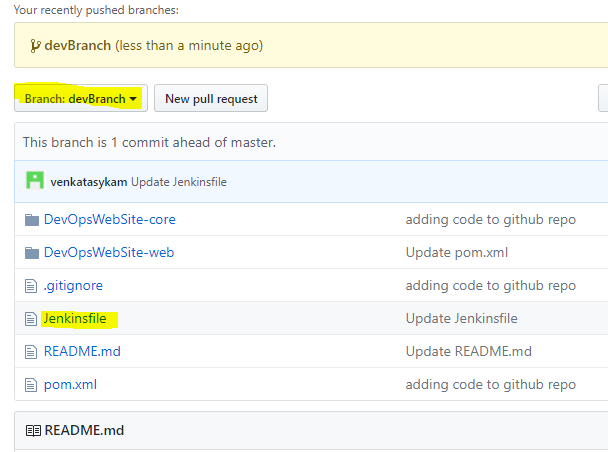 Your recently pushed branches:
devBranch (less than a minute ago)
Branch: devBranch New pull request
This branch is 1 commit ahead of master.
venkatasykam Update Jenkinsfile
DevOpsWebSite-core adding code to github repo
DevOpsWebSite-web Update pom.xml
.gitignore adding code to github repo
Jenkinsfile Update Jenkinsfile
README.md Update README.md
pom.xml adding code to github repo
README.md